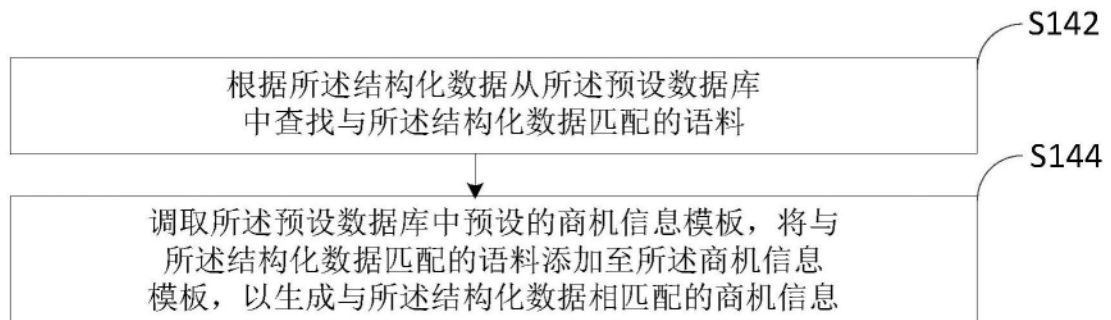 S142
根据所述结构化数据从所述预设数据库
中查找与所述结构化数据匹配的语料
S144
调取所述预设数据库中预设的商机信息模板，将与
所述结构化数据匹配的语料添加至所述商机信息
模板，以生成与所述结构化数据相匹配的商机信息